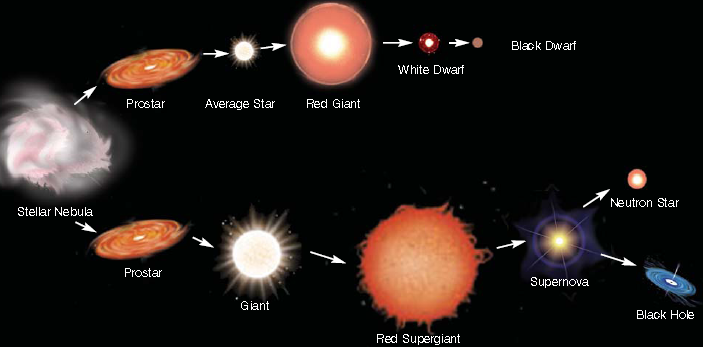 Black Dwarf
White Dwarf
Prostar
Average Star
Red Giant
Stellar Nebula
Neutron Star
Prostar
Supernova
Giant
Black Hole
Red Supergiant